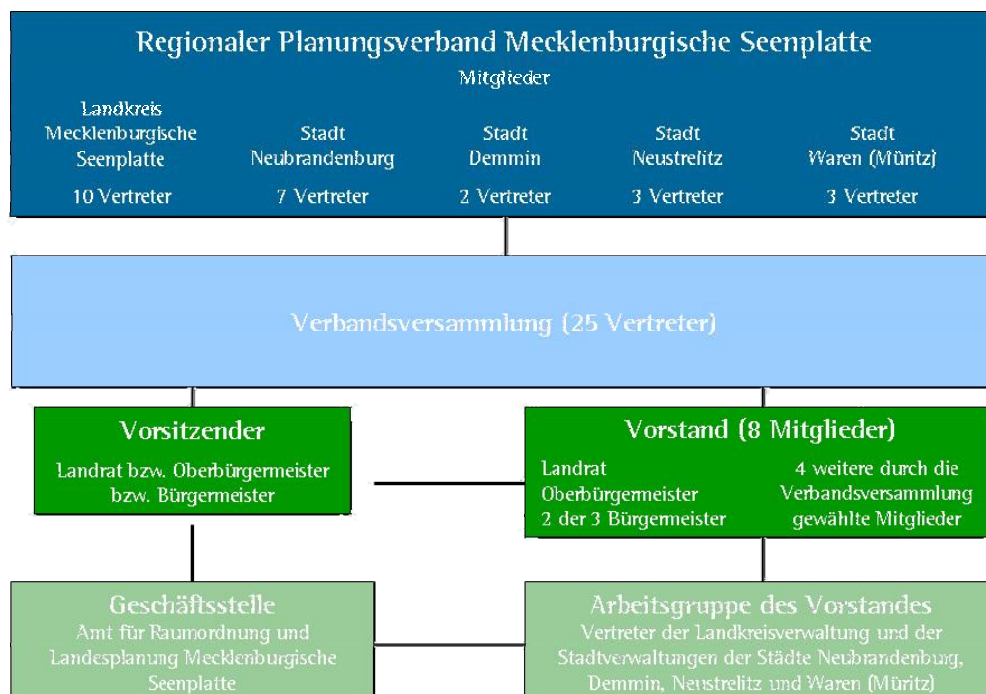 Regionaler Planungsverband Mecklenburgische Seenplatte
Mitglieder
Landkreis
Mecklenburgische
Seenplatte
10 Vertreter
Stadt
Neubrandenburg
7 Vertreter
Stadt
Demmin
2 Vertreter
Stadt
Neustrelitz
3 Vertreter
Stadt
Waren (Müritz)
3 Vertreter
Verbandsversammlung (25 Vertreter)
Vorsitzender
Landrat bzw. Oberbürgermeister
bzw. Bürgermeister
Vorstand (8 Mitglieder)
Landrat
Oberbürgermeister
2 der 3 Bürgermeister
4 weitere durch die
Verbandsversammlung
gewählte Mitglieder
Geschäftsstelle
Amt für Raumordnung und
Landesplanung Mecklenburgische
Seenplatte
Arbeitsgruppe des Vorstandes
Vertreter der Landkreisverwaltung und der
Stadtverwaltungen der Städte Neubrandenburg,
Demmin, Neustrelitz und Waren (Müritz)